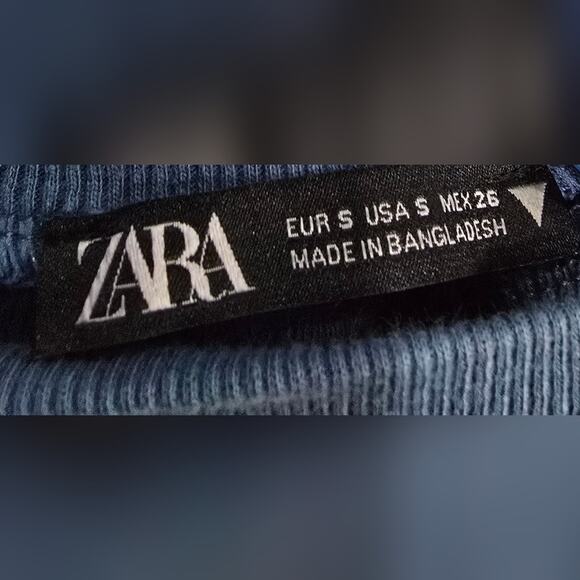 ZARA
EUR S USA S MEX 26
MADE IN BANGLADESH